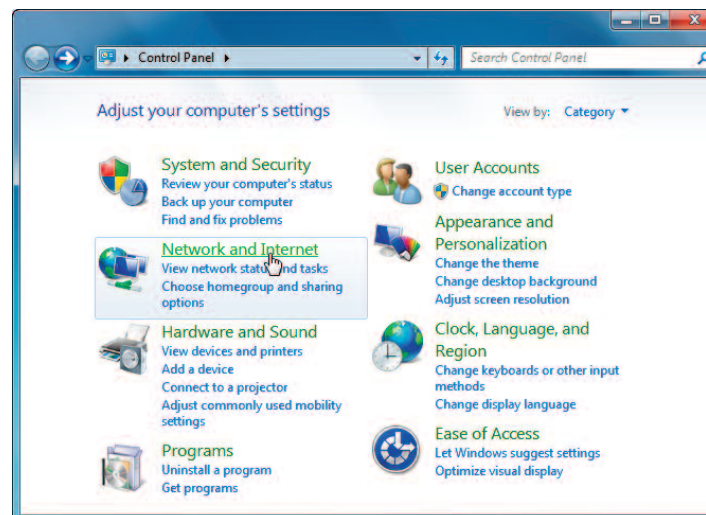 Control Panel
Search Control Panel
Adjust your computer's settings
View by: Category
System and Security
Review your computer's status
Back up your computer
Find and fix problems
Network and Internet
View network status and tasks
Choose homegroup and sharing
options
Hardware and Sound
View devices and printers
Add a device
Connect to a projector
Adjust commonly used mobility
settings
Programs
Uninstall a program
Get programs
User Accounts
Change account type
Appearance and
Personalization
Change the theme
Change desktop background
Adjust screen resolution
Clock, Language, and
Region
Change keyboards or other input
methods
Change display language
Ease of Access
Let Windows suggest settings
Optimize visual display